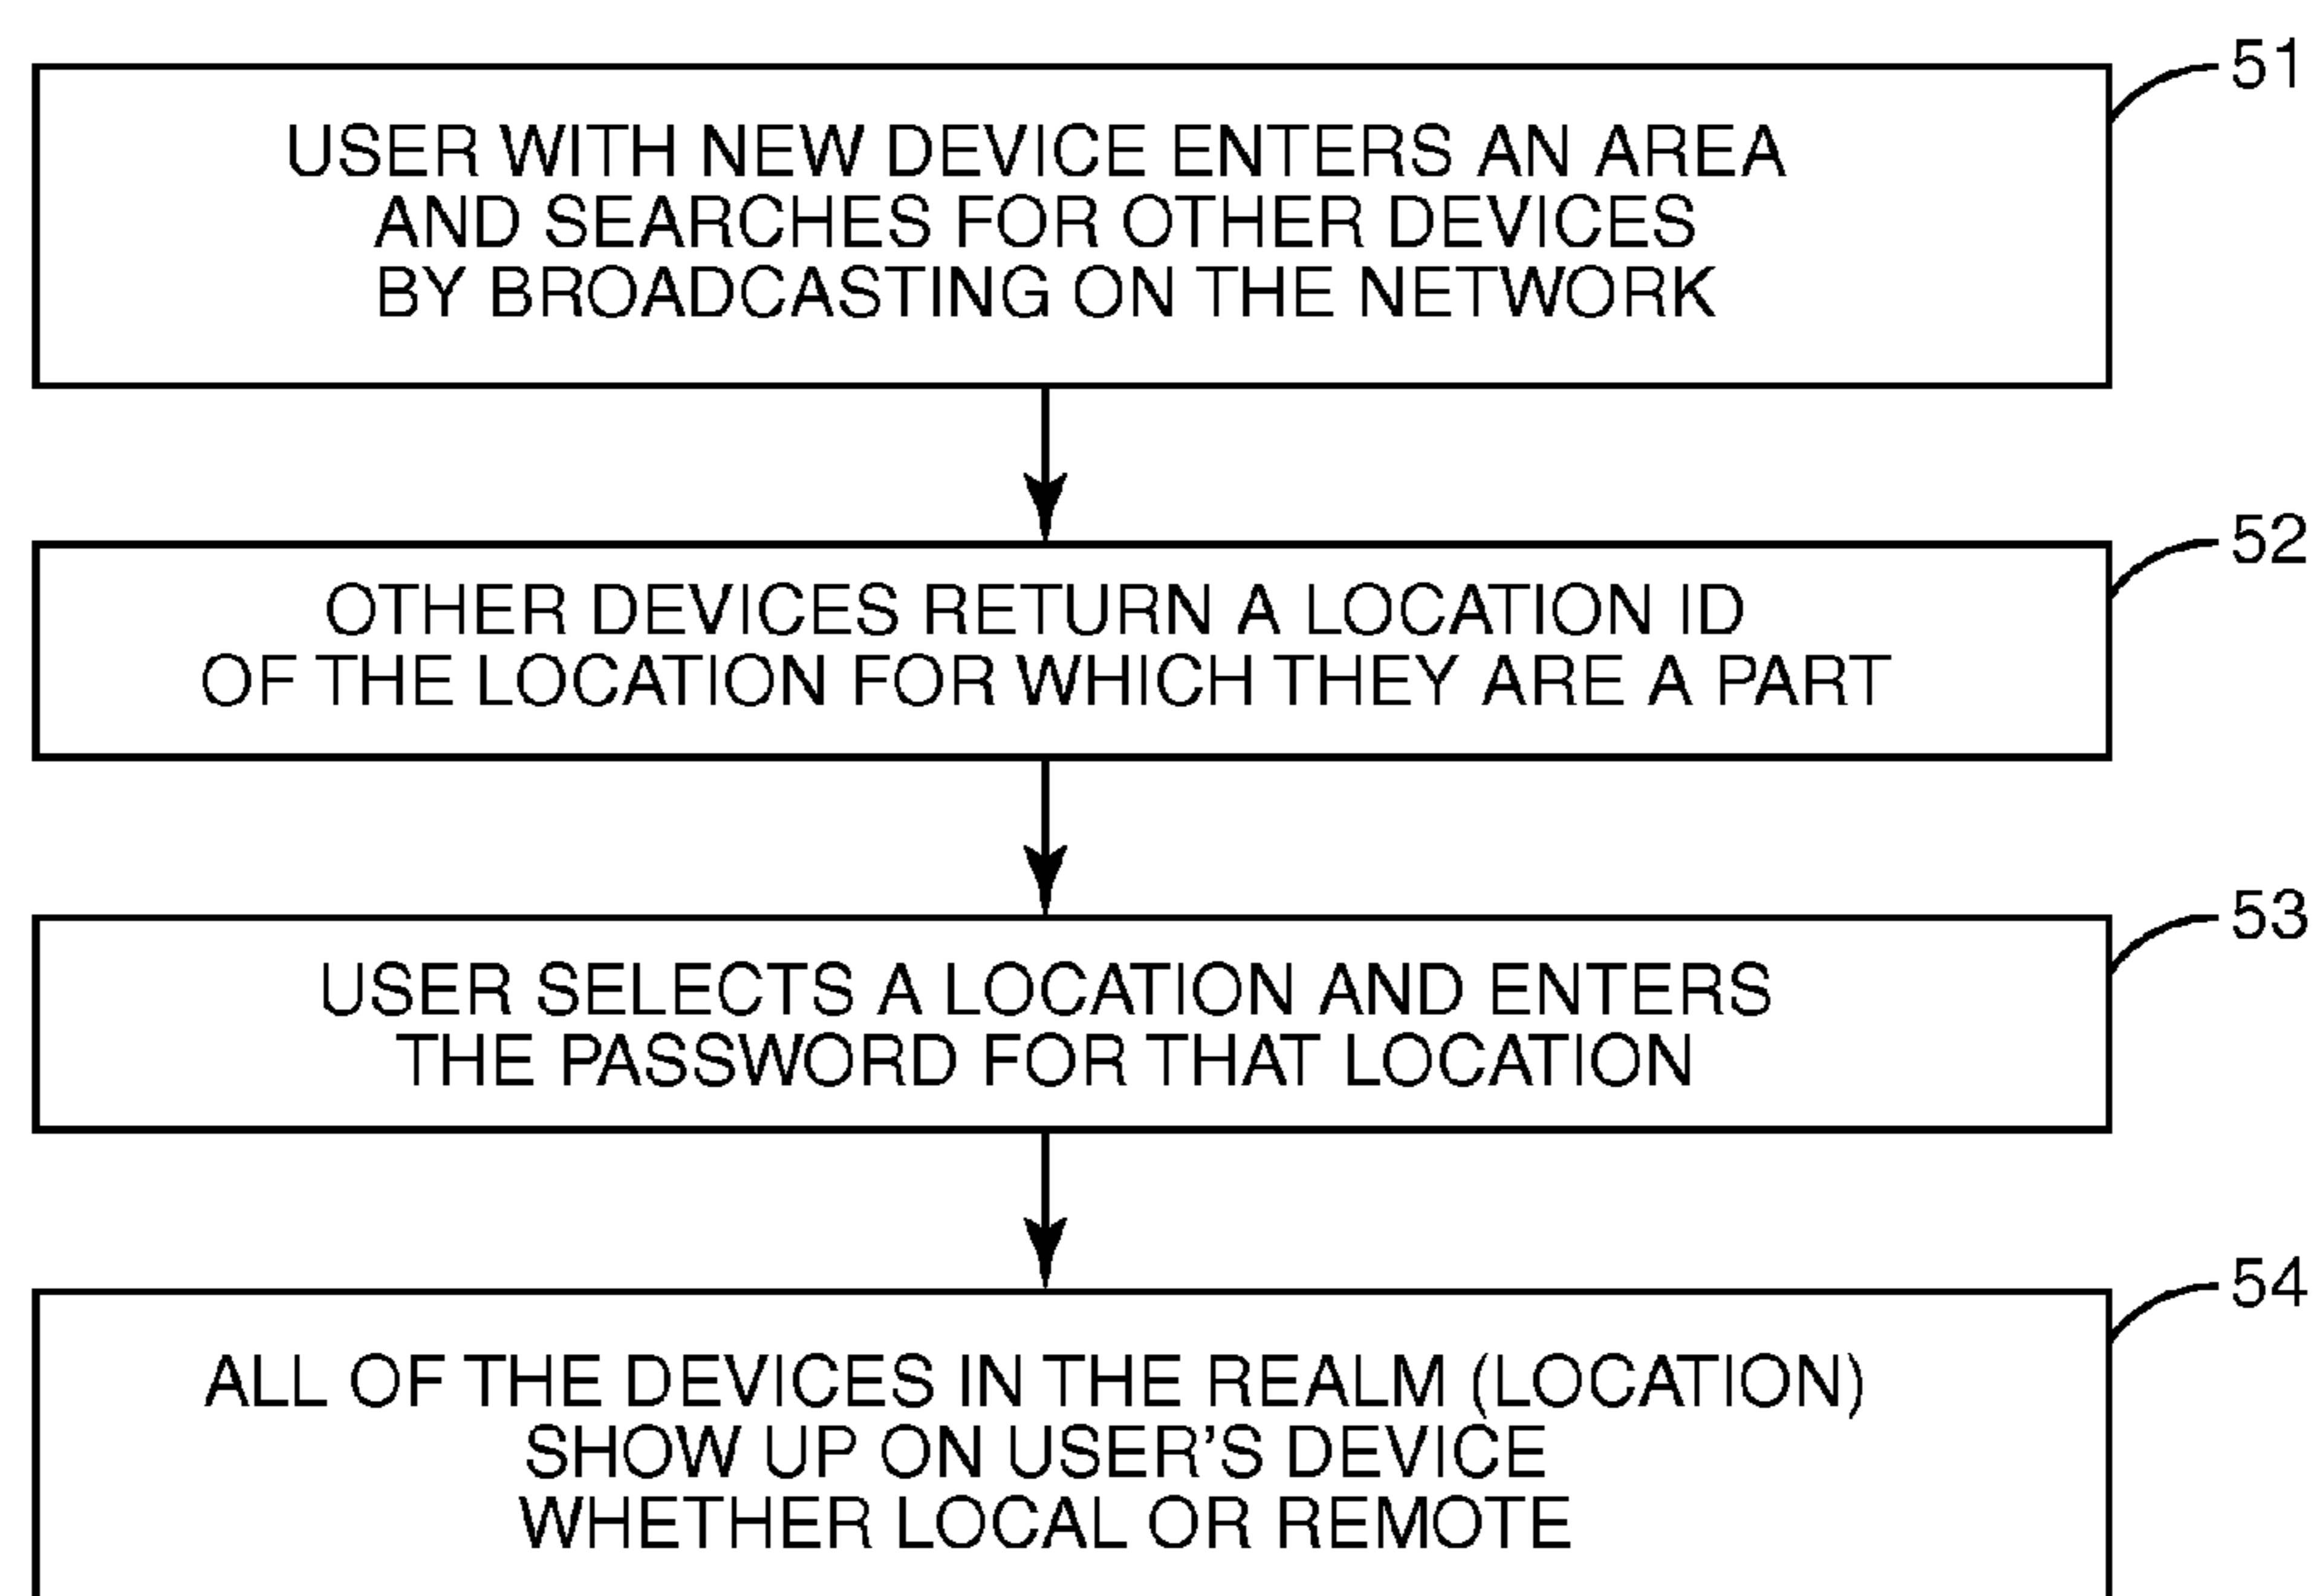 51
USER WITH NEW DEVICE ENTERS AN AREA
AND SEARCHES FOR OTHER DEVICES
BY BROADCASTING ON THE NETWORK
52
OTHER DEVICES RETURN A LOCATION ID
OF THE LOCATION FOR WHICH THEY ARE A PART
53
USER SELECTS A LOCATION AND ENTERS
THE PASSWORD FOR THAT LOCATION
54
ALL OF THE DEVICES IN THE REALM (LOCATION)
SHOW UP ON USER'S DEVICE
WHETHER LOCAL OR REMOTE